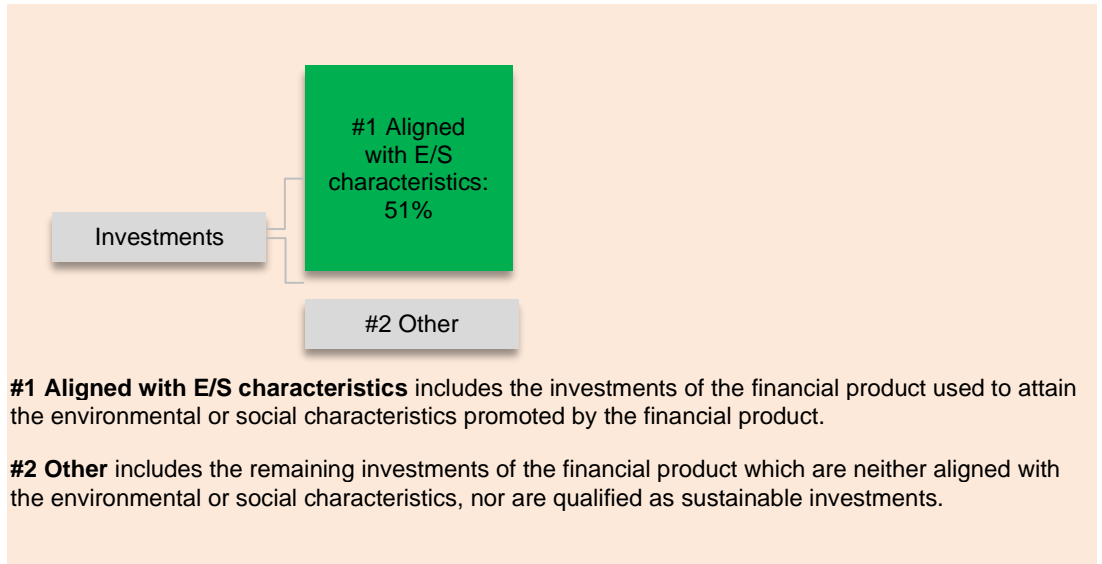 #1 Aligned
with E/S
characteristics:
51%
Investments
#2 Other
#1 Aligned with E/S characteristics includes the investments of the financial product used to attain
the environmental or social characteristics promoted by the financial product.
#2 Other includes the remaining investments of the financial product which are neither aligned with
the environmental or social characteristics, nor are qualified as sustainable investments.